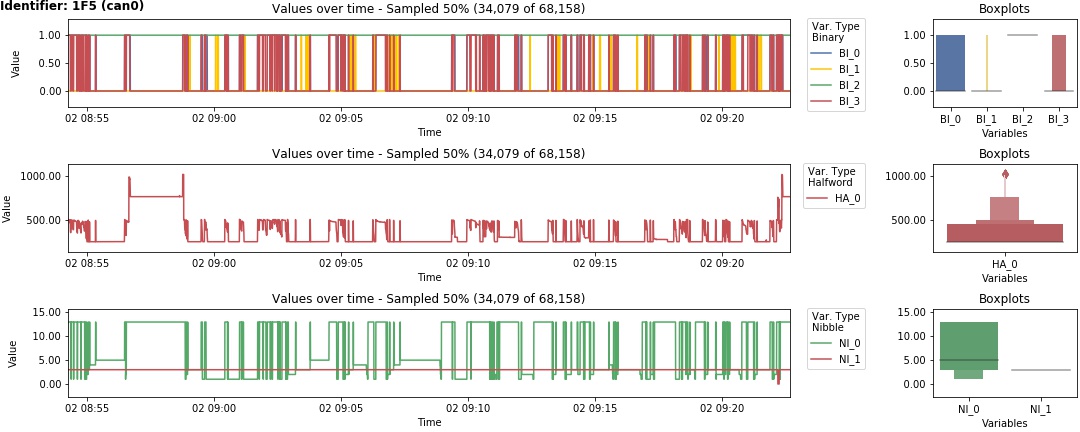 Identifier: 1F5 (can0)
Values over time - Sampled 50% (34,079 of 68,158)
Value
1.00
0.50
0.00
02 08:55
02 09:00
02 09:05
02 09:10
02 09:15
02 09:20
Time
Var. Type
Binary
BI_0
BI_1
BI_2
BI_3
Boxplots
1.00
0.50
0.00
BI_0
BI_1
BI_2
BI_3
Variables
Values over time - Sampled 50% (34,079 of 68,158)
Value
1000.00
500.00
02 08:55
02 09:00
02 09:05
02 09:10
02 09:15
02 09:20
Time
Var. Type
Halfword
HA_0
Boxplots
1000.00
500.00
HA_0
Variables
Values over time - Sampled 50% (34,079 of 68,158)
Value
15.00
10.00
5.00
0.00
02 08:55
02 09:00
02 09:05
02 09:10
02 09:15
02 09:20
Time
Var. Type
Nibble
NI_0
NI_1
Boxplots
15.00
10.00
5.00
0.00
NI_0
NI_1
Variables